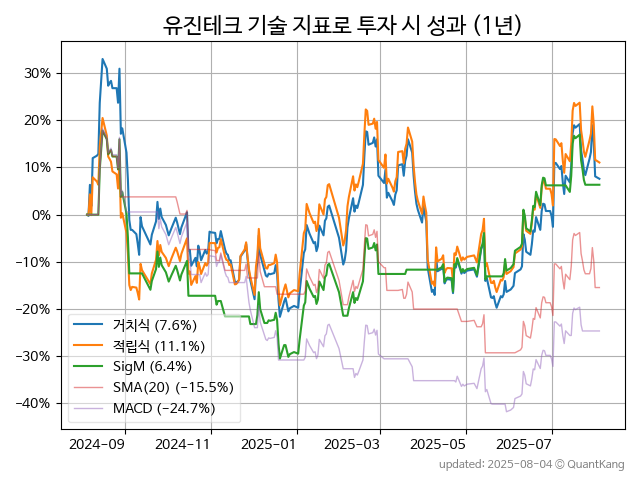 유진테크 기술 지표로 투자 시 성과 (1년)
30%
20%
10%
0%
−10%
−20%
−30%
−40%
거치식 (7.6%)
적립식 (11.1%)
SigM (6.4%)
SMA(20) (−15.5%)
MACD (−24.7%)
2024-09
2024-11
2025-01
2025-03
2025-05
2025-07
updated: 2025-08-04 ⓒ QuantKang